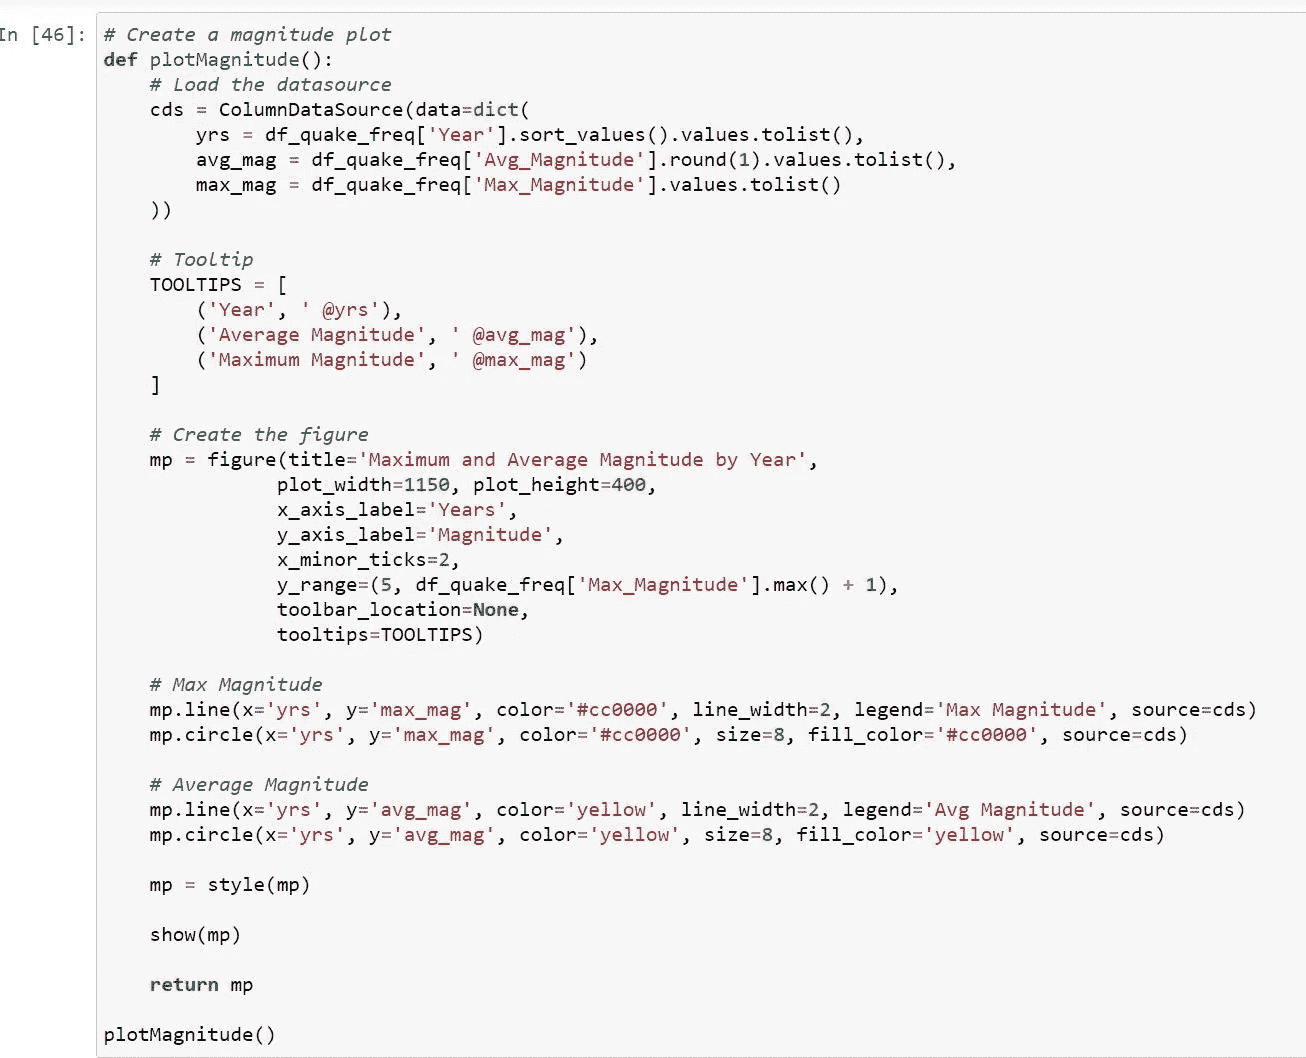 In [46]:
# Create a magnitude plot
def plotMagnitude():
    # Load the datasource
    cds = ColumnDataSource(data=dict(
        yrs = df_quake_freq['Year'].sort_values().values.tolist(),
        avg_mag = df_quake_freq['Avg_Magnitude'].round(1).values.tolist(),
        max_mag = df_quake_freq['Max_Magnitude'].values.tolist()
    ))

    # Tooltip
    TOOLTIPS = [
        ('Year', ' @yrs'),
        ('Average Magnitude', ' @avg_mag'),
        ('Maximum Magnitude', ' @max_mag')
    ]

    # Create the figure
    mp = figure(title='Maximum and Average Magnitude by Year',
               plot_width=1150, plot_height=400,
               x_axis_label='Years',
               y_axis_label='Magnitude',
               x_minor_ticks=2,
               y_range=(5, df_quake_freq['Max_Magnitude'].max() + 1),
               toolbar_location=None,
               tooltips=TOOLTIPS)

    # Max Magnitude
    mp.line(x='yrs', y='max_mag', color='#cc0000', line_width=2, legend='Max Magnitude', source=cds)
    mp.circle(x='yrs', y='max_mag', color='#cc0000', size=8, fill_color='#cc0000', source=cds)

    # Average Magnitude
    mp.line(x='yrs', y='avg_mag', color='yellow', line_width=2, legend='Avg Magnitude', source=cds)
    mp.circle(x='yrs', y='avg_mag', color='yellow', size=8, fill_color='yellow', source=cds)

    mp = style(mp)

    show(mp)

    return mp

plotMagnitude()